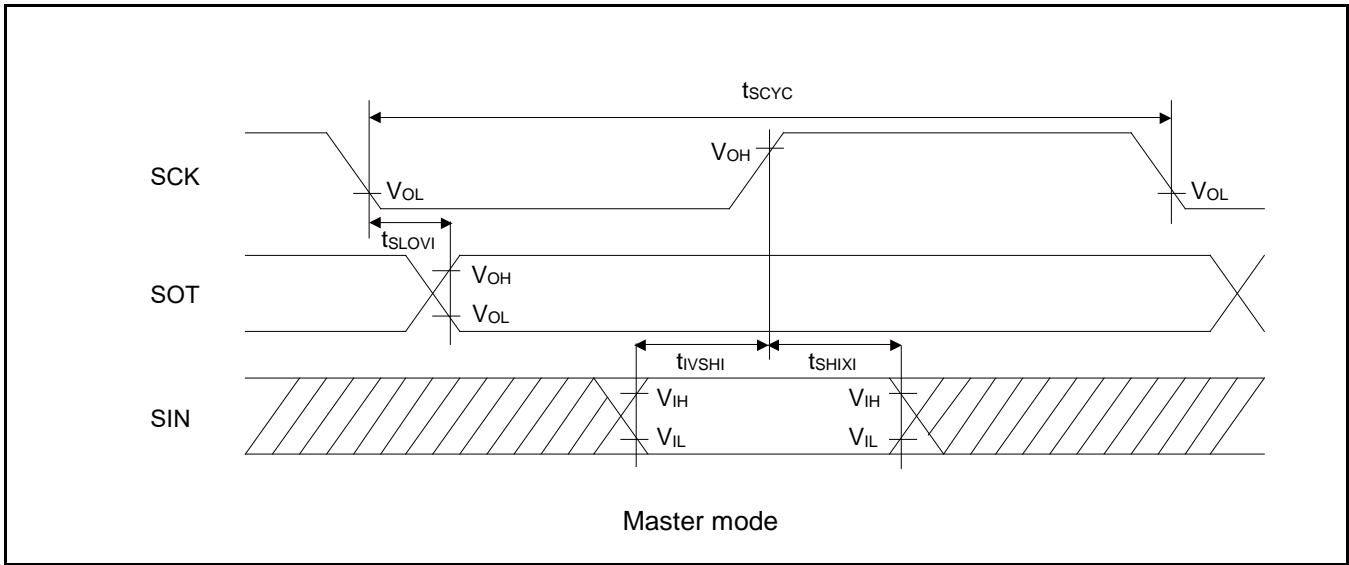 tSCYC
SCK
VOH
VOL
VOL
tSLOVI
SOT
VOH
VOL
tIVSHI
tSHIXI
SIN
VIH
VIH
VIL
VIL
Master mode